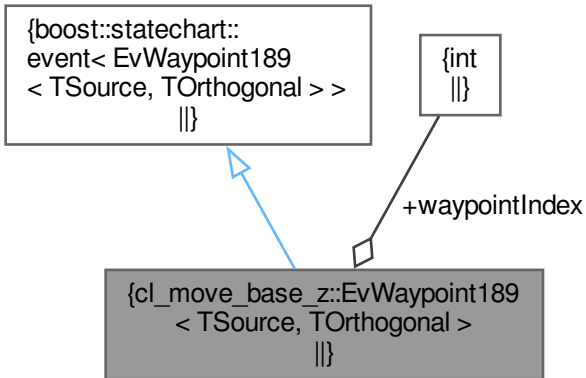 {boost::statechart::
event< EvWaypoint189
< TSource, TOrthogonal > >
||}
{int
||}
+waypointIndex
{cl_move_base_z::EvWaypoint189
< TSource, TOrthogonal >
||}